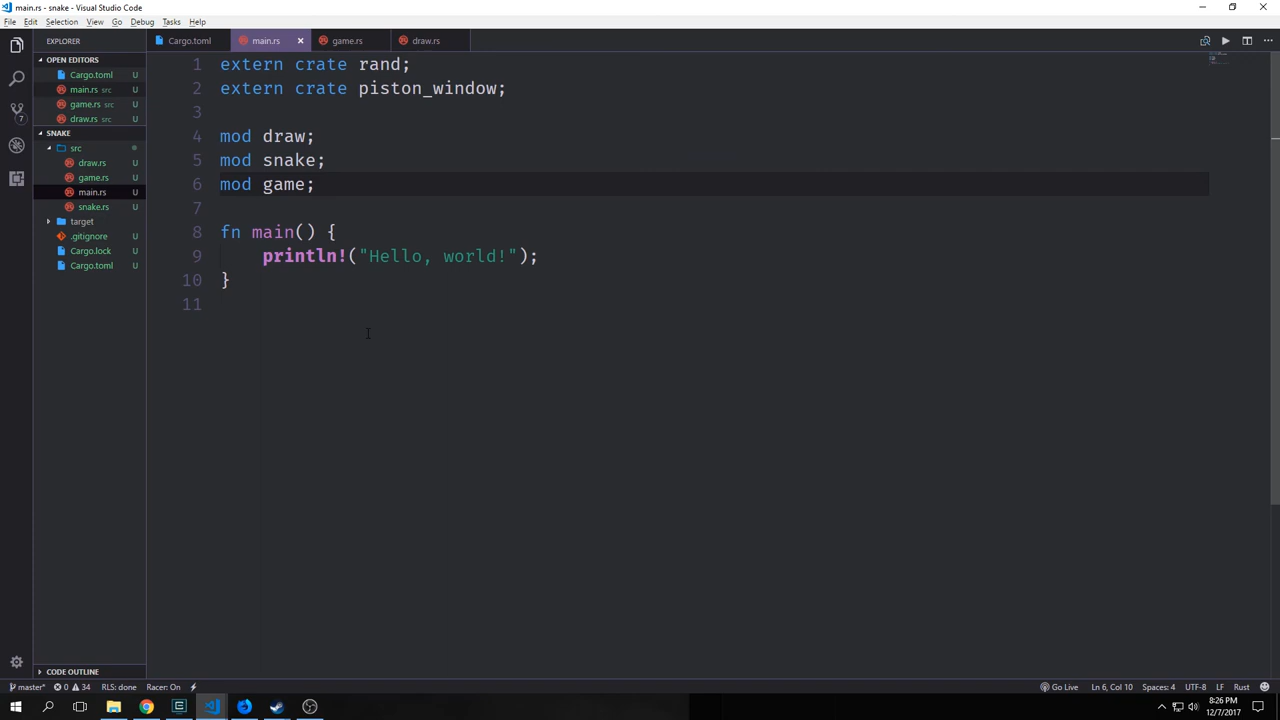 main.rs - snake - Visual Studio Code
File Edit Selection View Go Debug Tasks Help
EXPLORER
Cargo.toml main.rs × game.rs draw.rs
OPEN EDITORS
Cargo.toml U
main.rs src U
game.rs src U
draw.rs src U
SNAKE
src
draw.rs U
game.rs U
main.rs U
snake.rs U
target
.gitignore U
Cargo.lock U
Cargo.toml U
7
1 extern crate rand;
2 extern crate piston_window;
3
4 mod draw;
5 mod snake;
6 mod game;
7
8 fn main() {
9 println!("Hello, world!");
10 }
11
CODE OUTLINE
master* 0 34 RLS: done Racer: On Go Live Ln 6, Col 10 Spaces: 4 UTF-8 LF Rust
8:26 PM
12/7/2017